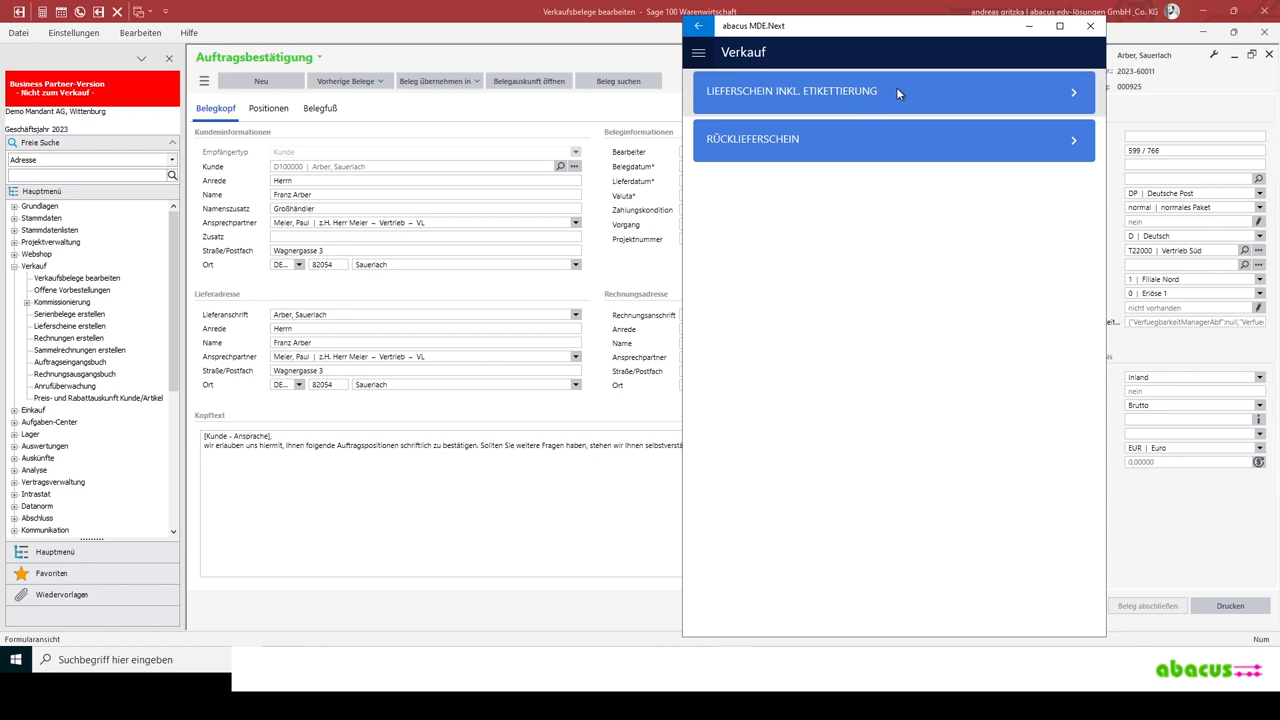 Verkaufsbelege bearbeiten - Sage 100 Warenwirtschaft
andreas gritzka | abacus edv-lösungen GmbH _Co. KG
Datei Einstellungen Bearbeiten Hilfe
Business Partner-Version
- Nicht zum Verkauf -
Demo Mandant AG, Wittenburg
Geschäftsjahr 2023
Freie Suche
Adresse
Hauptmenü
Grundlagen
Stammdaten
Stammdatenlisten
Projektverwaltung
Webshop
Verkauf
Verkaufsbelege bearbeiten
Offene Vorbestellungen
Kommissionierung
Serienbelege erstellen
Lieferscheine erstellen
Rechnungen erstellen
Sammelrechnungen erstellen
Auftragseingangsbuch
Rechnungsausgangsbuch
Anrufüberwachung
Preis- und Rabattauskunft Kunde/Artikel
Einkauf
Aufgaben-Center
Lager
Auswertungen
Auskünfte
Analyse
Vertragsverwaltung
Intrastat
Datanorm
Abschluss
Kommunikation
Hauptmenü
Favoriten
Wiedervorlagen
Formularansicht
Auftragsbestätigung
Neu Vorherige Belege Beleg übernehmen in Belegauskunft öffnen Beleg suchen
Belegkopf Positionen Belegfuß
Kundeninformationen
Empfängertyp Kunde
Kunde D100000 | Arber, Sauerlach
Anrede Herrn
Name Franz Arber
Namenszusatz Großhändler
Ansprechpartner Meier, Paul | z.H. Herr Meier – Vertrieb – VL
Zusatz
Straße/Postfach Wagnergasse 3
Ort DE... 82054 Sauerlach
Lieferadresse
Lieferanschrift Arber, Sauerlach
Anrede Herrn
Name Franz Arber
Ansprechpartner Meier, Paul | z.H. Herr Meier – Vertrieb – VL
Straße/Postfach Wagnergasse 3
Ort DE... 82054 Sauerlach
Kopftext
[Kunde - Ansprache],
wir erlauben uns hiermit, Ihnen folgende Auftragspositionen schriftlich zu bestätigen. Sollten Sie weitere Fragen haben, stehen wir Ihnen selbstverstä
Beleginformationen
Bearbeiter
Belegdatum*
Lieferdatum*
Valuta*
Zahlungskondition
Vorgang
Projektnummer
Rechnungsadresse
Rechnungsanschrift
Anrede
Name
Ansprechpartner
Straße/Postfach
Ort
abacus MDE.Next
Verkauf
LIEFERSCHEIN INKL. ETIKETTIERUNG
RÜCKLIEFERSCHEIN
Arber, Sauerlach
2023-60011
000925
599 / 766
DP | Deutsche Post
normal | normales Paket
nein
D | Deutsch
T22000 | Vertrieb Süd
1 | Filiale Nord
0 | Erlöse 1
nicht vorhanden
{"VerfuegbarkeitManagerAbf":null,"Verfue
Inland
nein
Brutto
EUR | Euro
0,00000
Beleg abschließen Drucken
Num
Suchbegriff hier eingeben
abacus